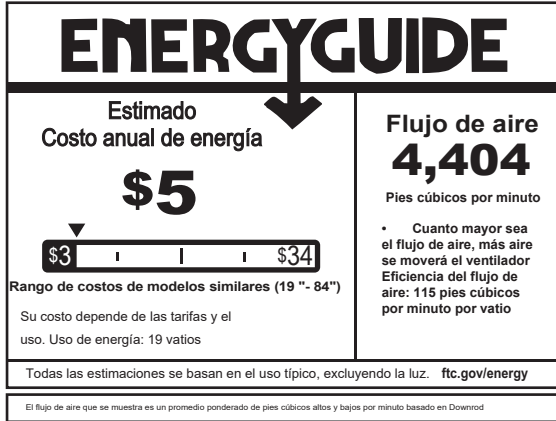 ENERGYGUIDE
Estimado
Costo anual de energía
$5
$3 $34
Rango de costos de modelos similares (19 "- 84")
Su costo depende de las tarifas y el
uso. Uso de energía: 19 vatios
Flujo de aire
4,404
Pies cúbicos por minuto
• Cuanto mayor sea
el flujo de aire, más aire
se moverá el ventilador
Eficiencia del flujo de
aire: 115 pies cúbicos
por minuto por vatio
Todas las estimaciones se basan en el uso típico, excluyendo la luz. ftc.gov/energy
El flujo de aire que se muestra es un promedio ponderado de pies cúbicos altos y bajos por minuto basado en Downrod